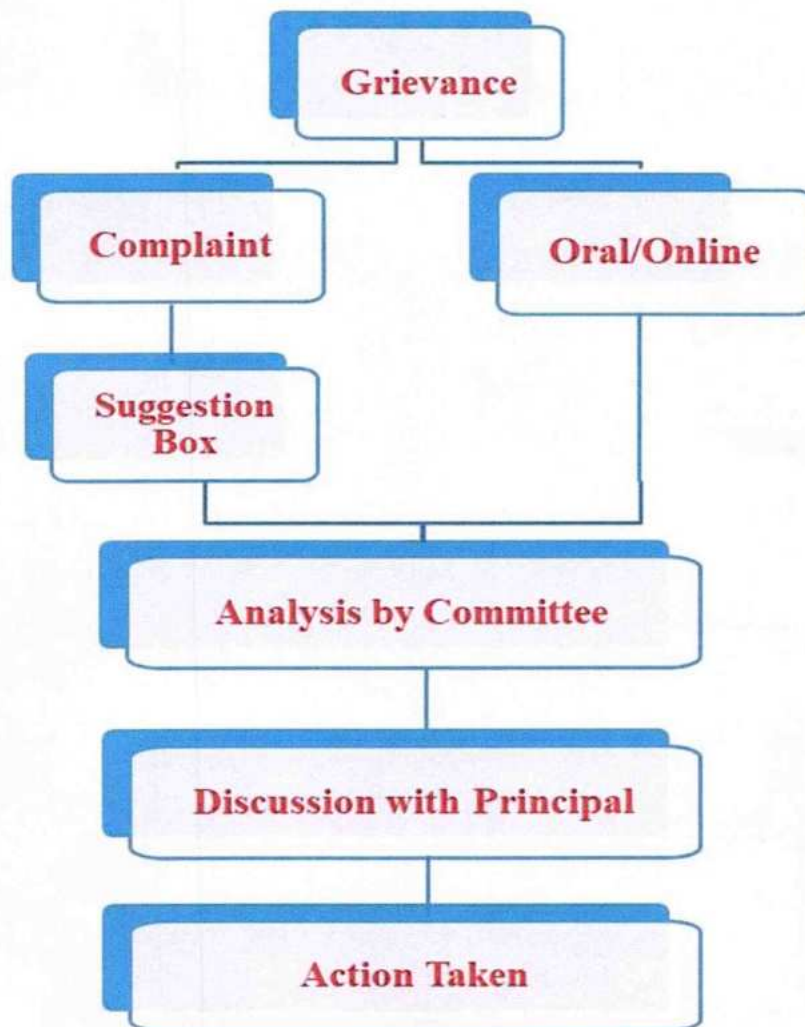 Grievance
Complaint
Oral/Online
Suggestion
Box
Analysis by Committee
Discussion with Principal
Action Taken